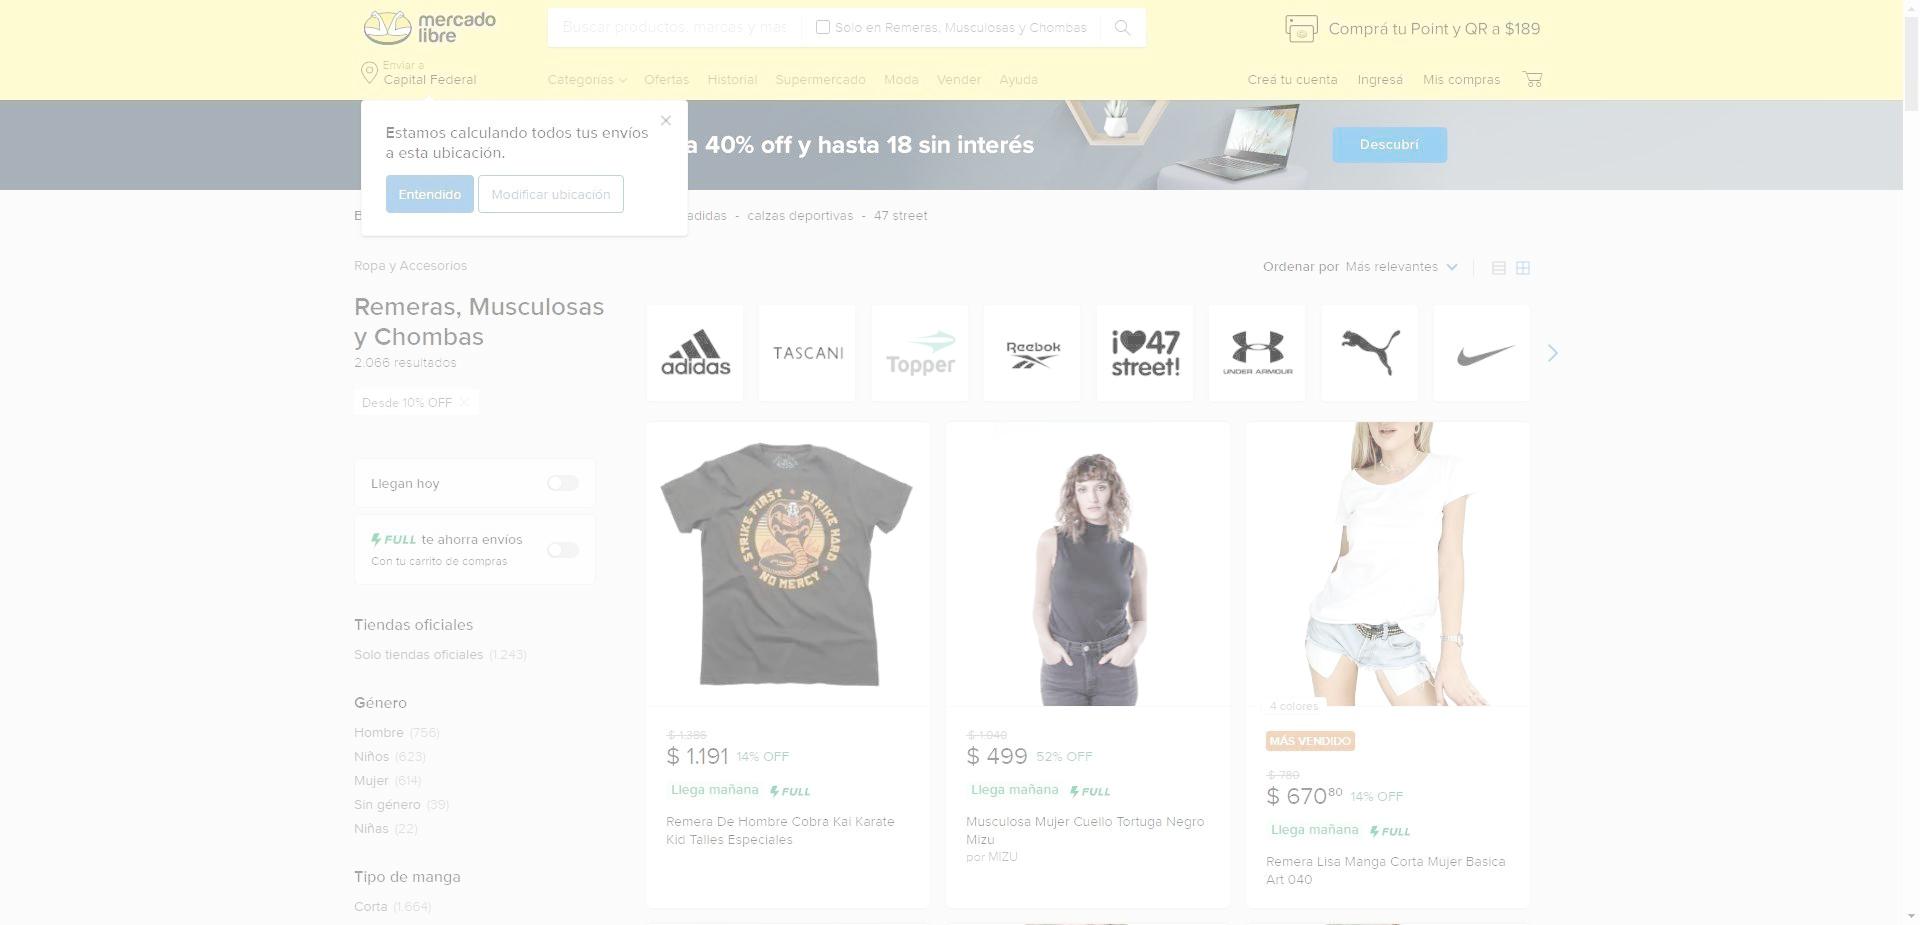 mercado
libre
Buscar productos, marcas y más
Solo en Remeras, Musculosas y Chombas
Comprá tu Point y QR a $189
Enviar a
Capital Federal
Categorías
Ofertas
Historial
Supermercado
Moda
Vender
Ayuda
Creá tu cuenta
Ingresá
Mis compras
Estamos calculando todos tus envíos
a esta ubicación.
Entendido
Modificar ubicación
a 40% off y hasta 18 sin interés
Descubrí
adidas - calzas deportivas - 47 street
Ropa y Accesorios
Ordenar por Más relevantes
Remeras, Musculosas
y Chombas
2.066 resultados
Desde 10% OFF
adidas
TASCANI
Topper
Reebok
i 47
street!
UNDER ARMOUR
Llegan hoy
FULL te ahorra envíos
Con tu carrito de compras
Tiendas oficiales
Solo tiendas oficiales (1.243)
Género
Hombre (756)
Niños (623)
Mujer (614)
Sin género (39)
Niñas (22)
Tipo de manga
Corta (1.664)
STRIKE FIRST STRIKE HARD
NO MERCY
$ 1.385
$ 1.191 14% OFF
Llega mañana FULL
Remera De Hombre Cobra Kai Karate
Kid Talles Especiales
$ 1.040
$ 499 52% OFF
Llega mañana FULL
Musculosa Mujer Cuello Tortuga Negro
Mizu
por MIZU
4 colores
MÁS VENDIDO
$ 780
$ 670 80 14% OFF
Llega mañana FULL
Remera Lisa Manga Corta Mujer Basica
Art 040